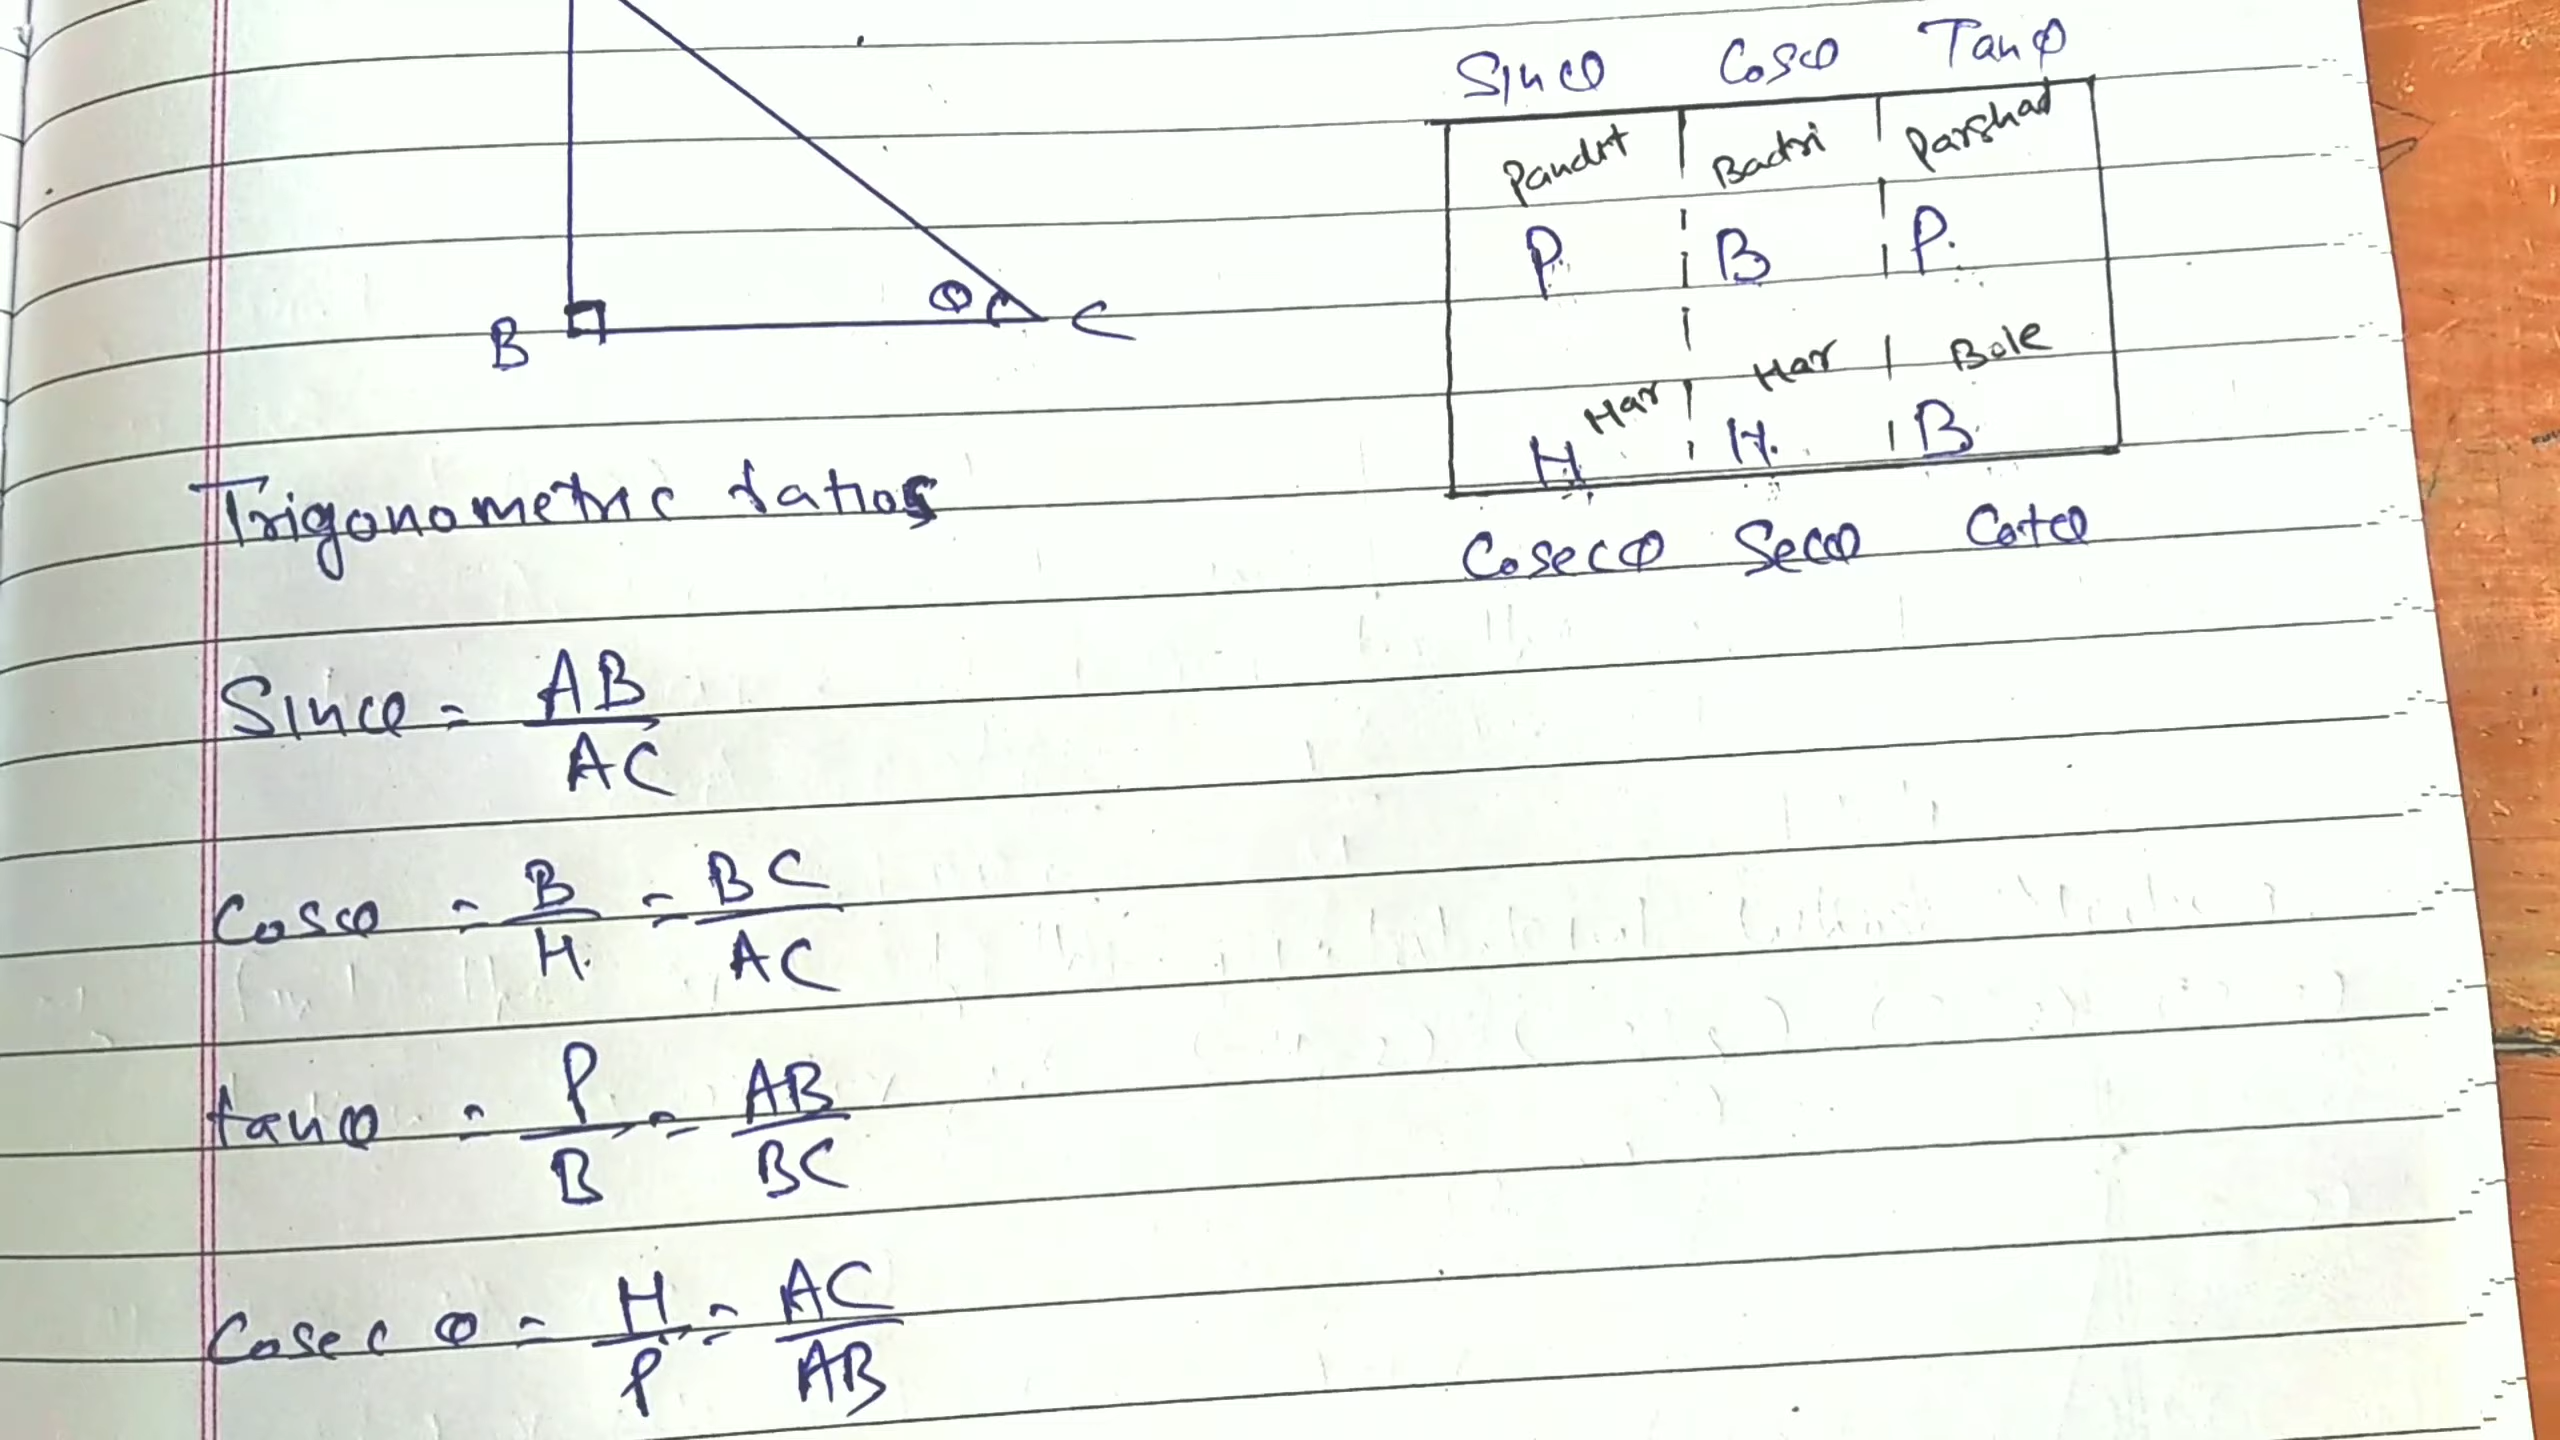 Sinθ Cosθ Tanθ
Pandit Badri Parshad
P B P.
Har Har Bole
H H. B
Cosecθ Secθ Cotθ
B θ C
Trigonometric ratios
Sinθ = AB/AC
Cosθ = B/H. = BC/AC
tanθ = P/B = AB/BC
Cosec θ = H/P = AC/AB